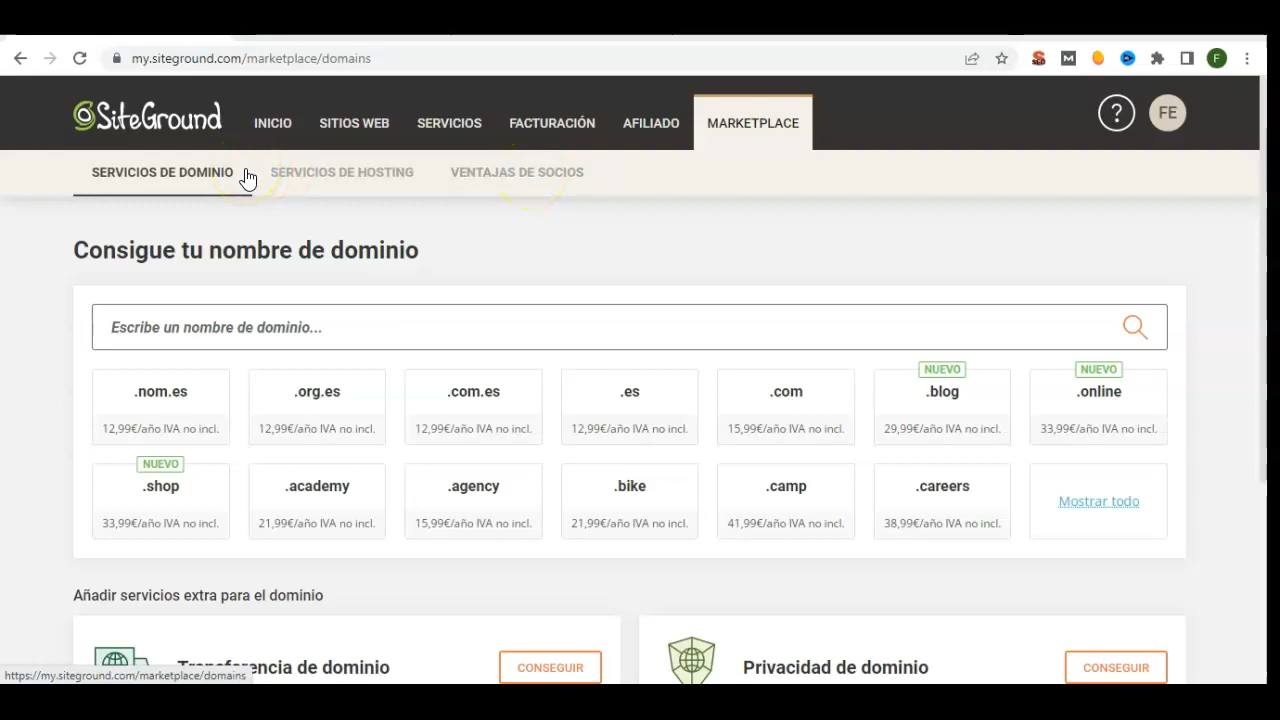 my.siteground.com/marketplace/domains
F
SiteGround
INICIO
SITIOS WEB
SERVICIOS
FACTURACIÓN
AFILIADO
MARKETPLACE
?
FE
SERVICIOS DE DOMINIO
SERVICIOS DE HOSTING
VENTAJAS DE SOCIOS
Consigue tu nombre de dominio
Escribe un nombre de dominio...
.nom.es
12,99€/año IVA no incl.
.org.es
12,99€/año IVA no incl.
.com.es
12,99€/año IVA no incl.
.es
12,99€/año IVA no incl.
.com
15,99€/año IVA no incl.
NUEVO
.blog
29,99€/año IVA no incl.
NUEVO
.online
33,99€/año IVA no incl.
NUEVO
.shop
33,99€/año IVA no incl.
.academy
21,99€/año IVA no incl.
.agency
15,99€/año IVA no incl.
.bike
21,99€/año IVA no incl.
.camp
41,99€/año IVA no incl.
.careers
38,99€/año IVA no incl.
Mostrar todo
Añadir servicios extra para el dominio
Transferencia de dominio
CONSEGUIR
Privacidad de dominio
CONSEGUIR
https://my.siteground.com/marketplace/domains